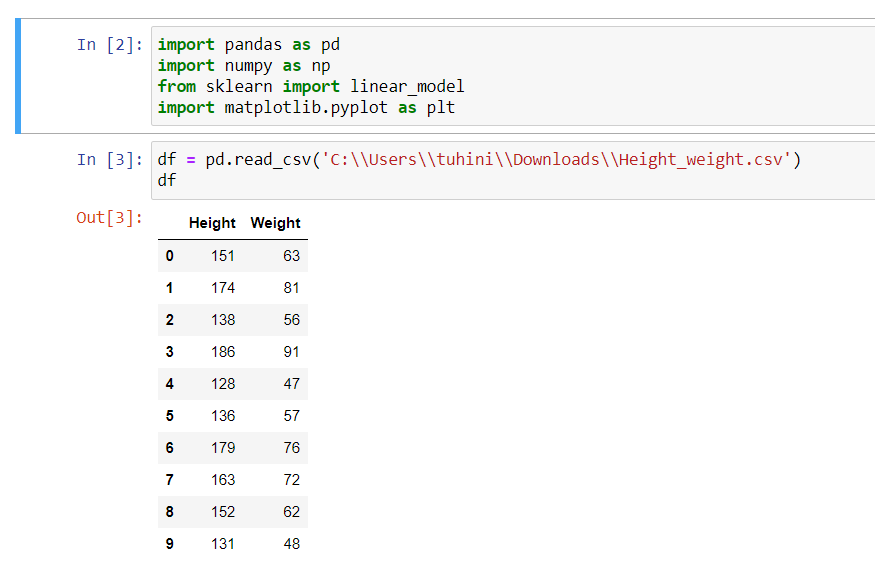 In [2]: import pandas as pd
import numpy as np
from sklearn import linear_model
import matplotlib.pyplot as plt
In [3]: df = pd.read_csv('C:\\Users\\tuhini\\Downloads\\Height_weight.csv')
df
Out[3]:
Height Weight
0 151 63
1 174 81
2 138 56
3 186 91
4 128 47
5 136 57
6 179 76
7 163 72
8 152 62
9 131 48